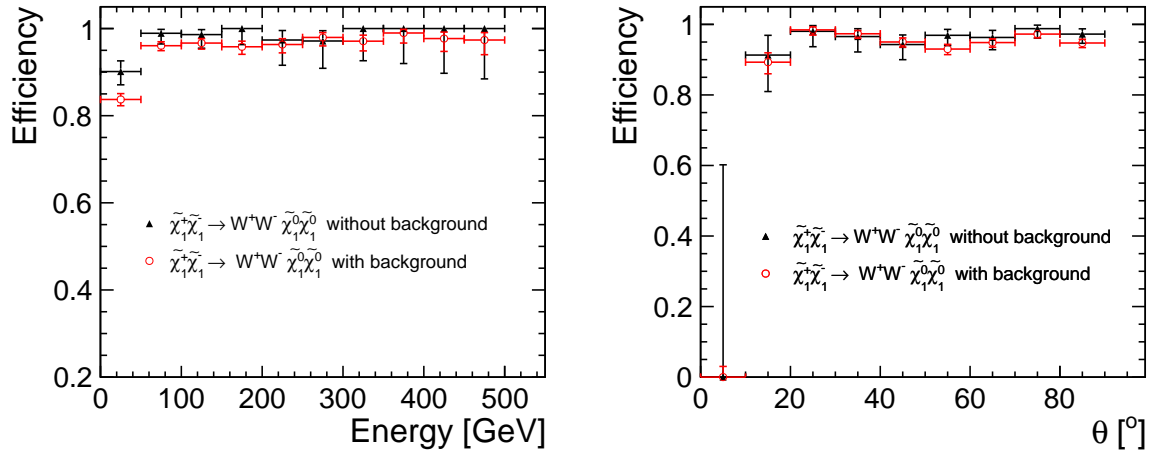 Efficiency
1
0.8
0.6
0.4
0.2
χ̃₁⁺χ̃₁⁻ → W⁺W⁻ χ̃₁⁰χ̃₁⁰ without background
χ̃₁⁺χ̃₁⁻ → W⁺W⁻ χ̃₁⁰χ̃₁⁰ with background
0 100 200 300 400 500
Energy [GeV]
Efficiency
1
0.8
0.6
0.4
0.2
0
χ̃₁⁺χ̃₁⁻ → W⁺W⁻ χ̃₁⁰χ̃₁⁰ without background
χ̃₁⁺χ̃₁⁻ → W⁺W⁻ χ̃₁⁰χ̃₁⁰ with background
0 20 40 60 80
θ [°]